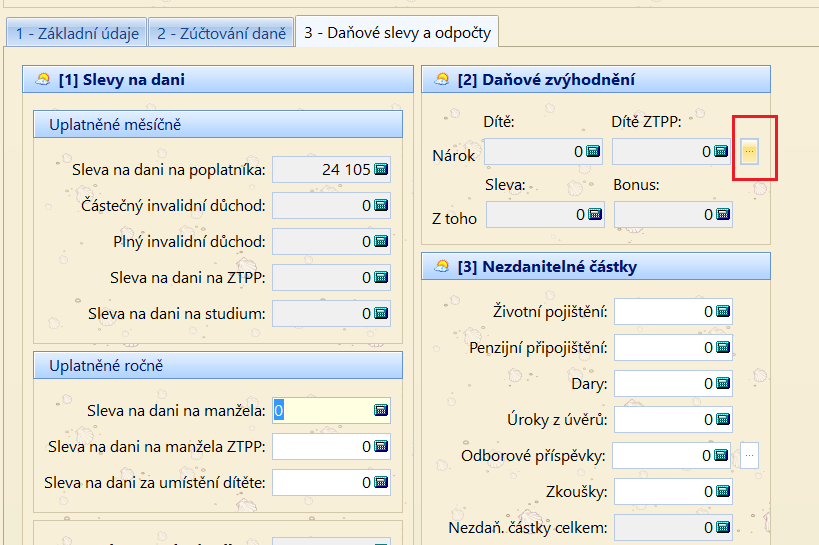 1 - Základní údaje
2 - Zúčtování daně
3 - Daňové slevy a odpočty
[1] Slevy na dani
Uplatněné měsíčně
Sleva na dani na poplatníka: 24 105
Částečný invalidní důchod: 0
Plný invalidní důchod: 0
Sleva na dani na ZTPP: 0
Sleva na dani na studium: 0
Uplatněné ročně
Sleva na dani na manžela: 0
Sleva na dani na manžela ZTPP: 0
Sleva na dani za umístění dítěte: 0
[2] Daňové zvýhodnění
Dítě: Dítě ZTPP:
Nárok 0 0 ...
Sleva: Bonus:
Z toho 0 0
[3] Nezdanitelné částky
Životní pojištění: 0
Penzijní připojištění: 0
Dary: 0
Úroky z úvěrů: 0
Odborové příspěvky: 0 ...
Zkoušky: 0
Nezdaň. částky celkem: 0